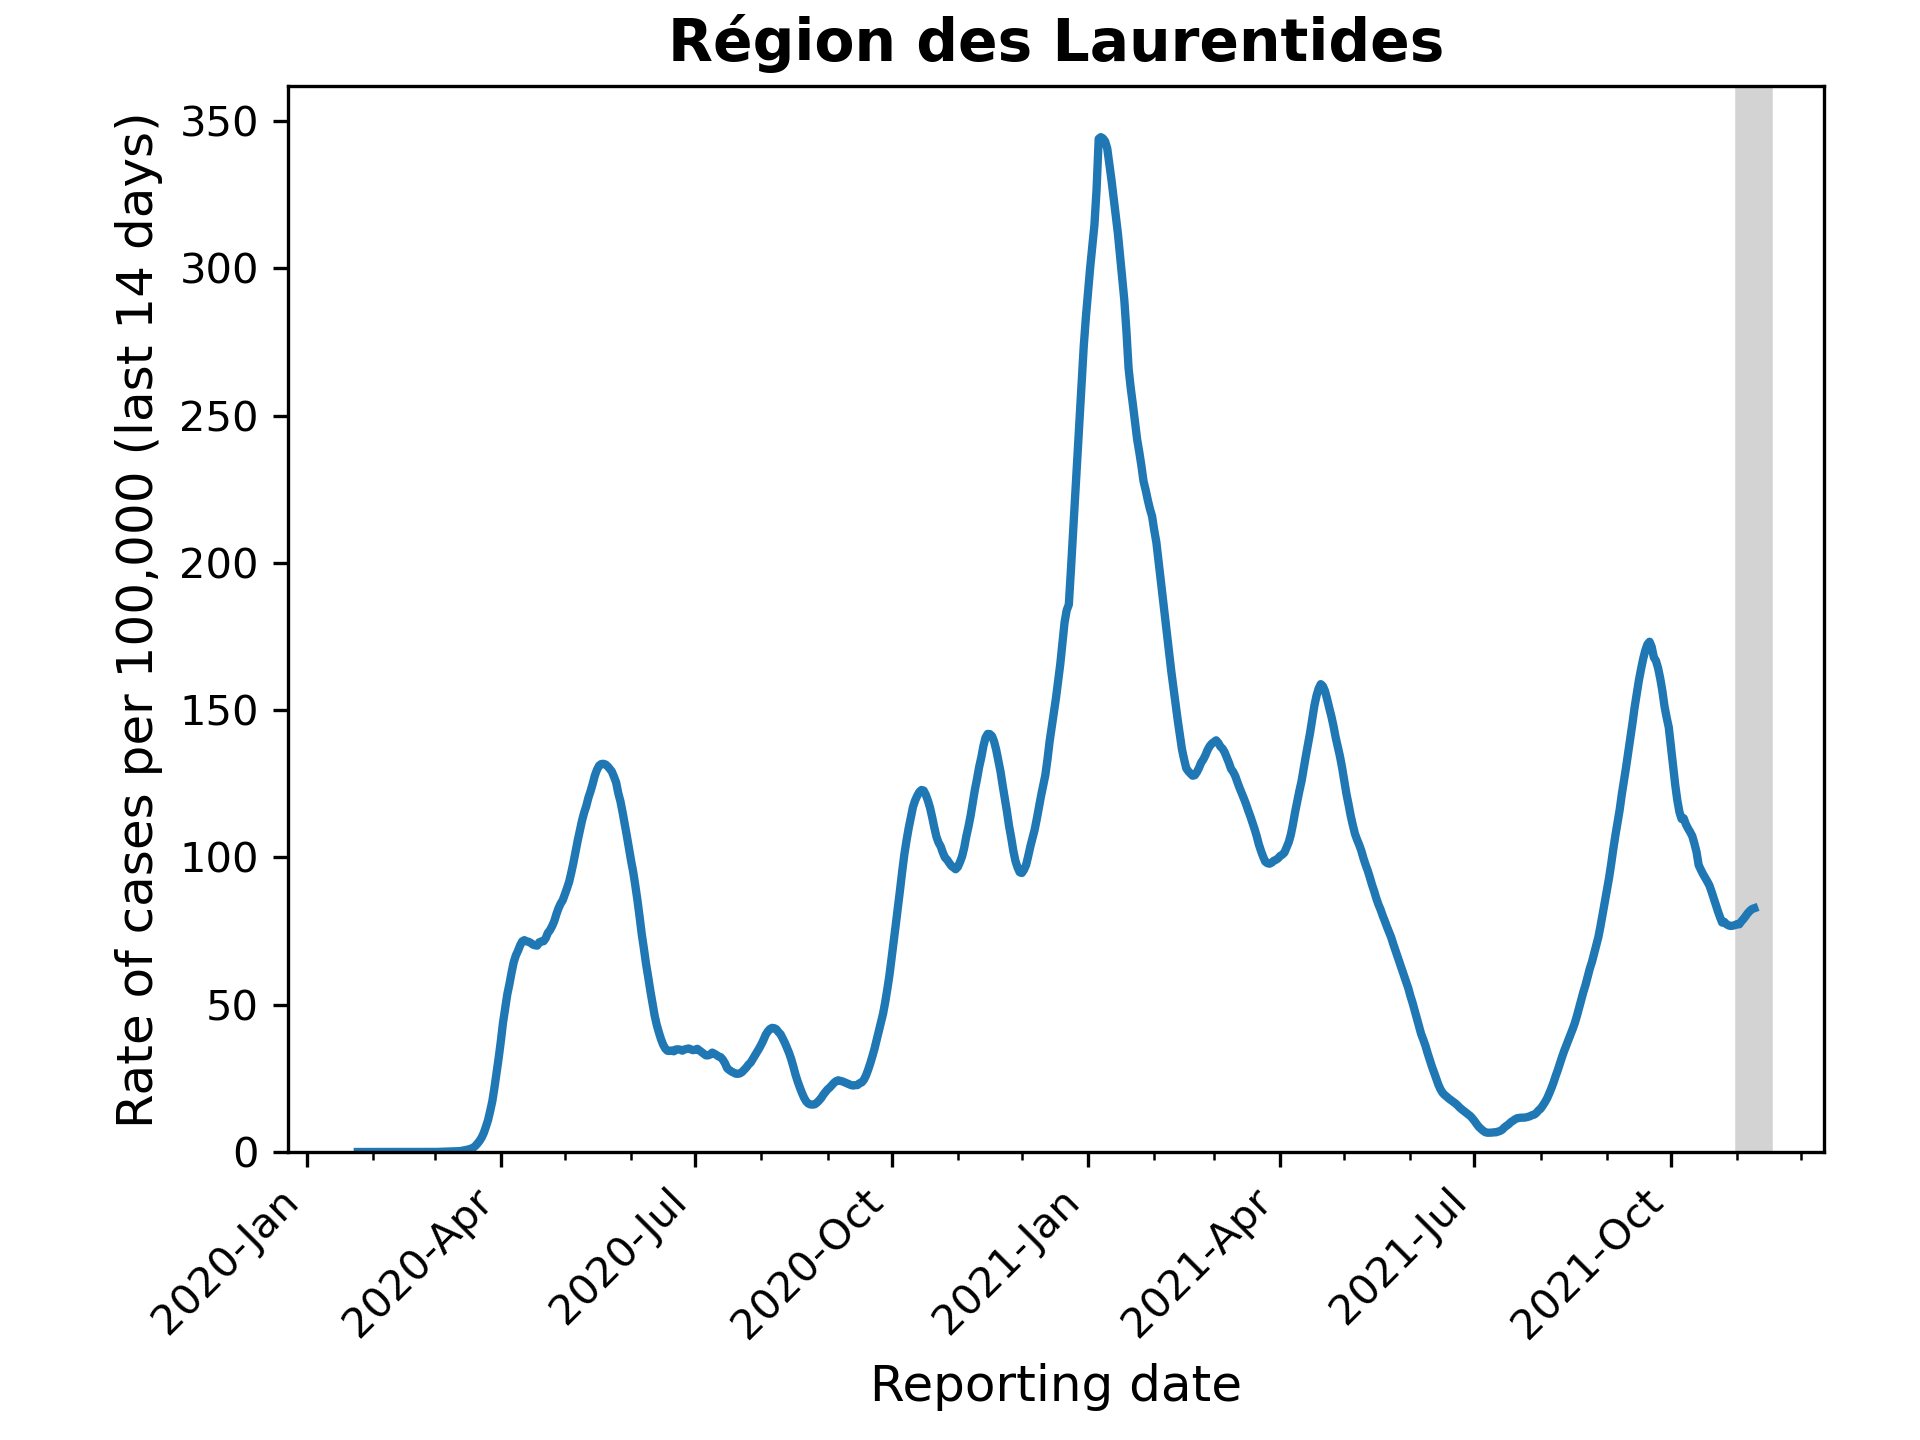 Région des Laurentides
Rate of cases per 100,000 (last 14 days)
350
300
250
200
150
100
50
0
2020-Jan
2020-Apr
2020-Jul
2020-Oct
2021-Jan
2021-Apr
2021-Jul
2021-Oct
Reporting date